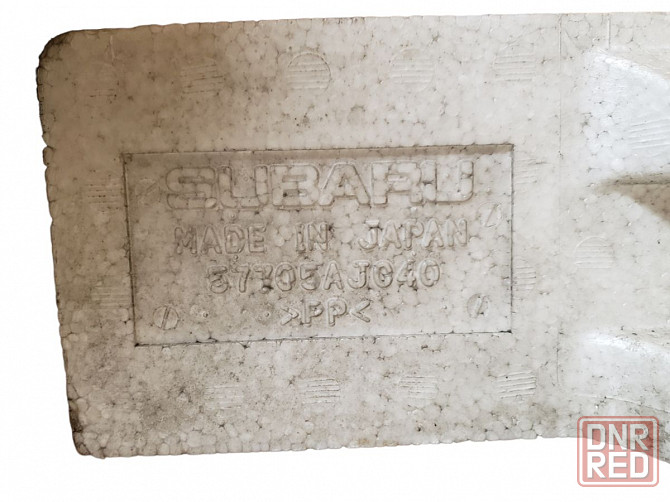 SUBARU
MADE IN JAPAN
57705AJ040
>PP<
DNR
RED